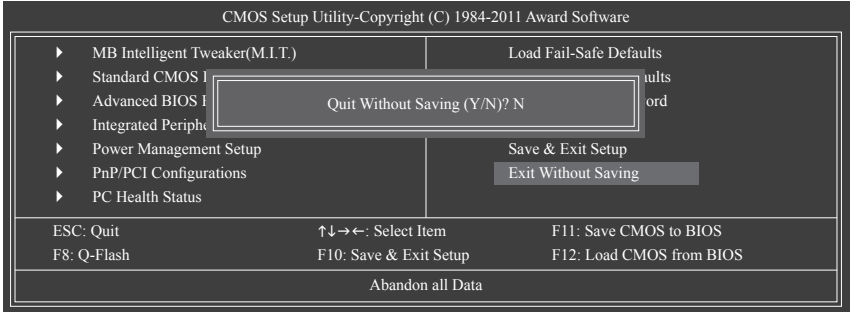 CMOS Setup Utility-Copyright (C) 1984-2011 Award Software
MB Intelligent Tweaker(M.I.T.)
Standard CMOS
Advanced BIOS
Integrated
Power Management Setup
PnP/PCI Configurations
PC Health Status
Load Fail-Safe Defaults
Quit Without Saving (Y/N)? N
Save & Exit Setup
Exit Without Saving
ESC: Quit
↑↓→←: Select Item
F11: Save CMOS to BIOS
F8: Q-Flash
F10: Save & Exit Setup
F12: Load CMOS from BIOS
Abandon all Data